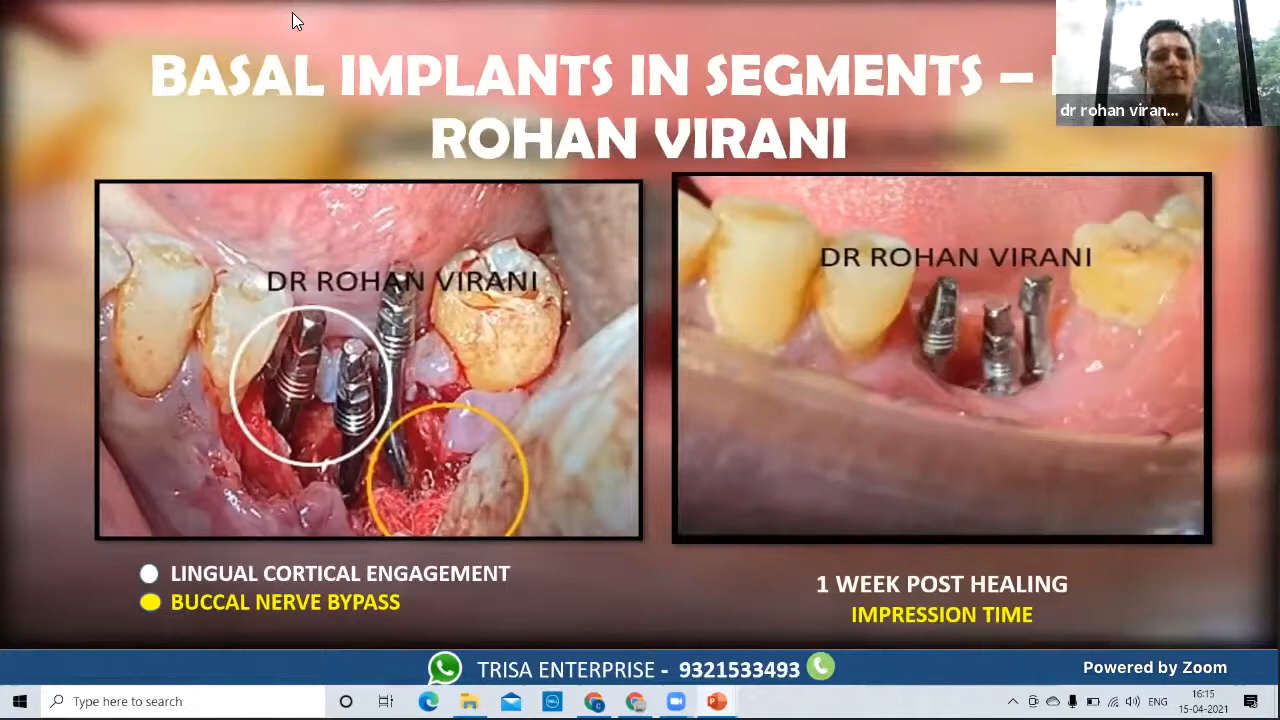 BASAL IMPLANTS IN SEGMENTS –
ROHAN VIRANI
dr rohan viran...
DR ROHAN VIRANI
DR ROHAN VIRANI
LINGUAL CORTICAL ENGAGEMENT
BUCCAL NERVE BYPASS
1 WEEK POST HEALING
IMPRESSION TIME
TRISA ENTERPRISE - 9321533493
Powered by Zoom
Type here to search
ENG
16:15
15-04-2021